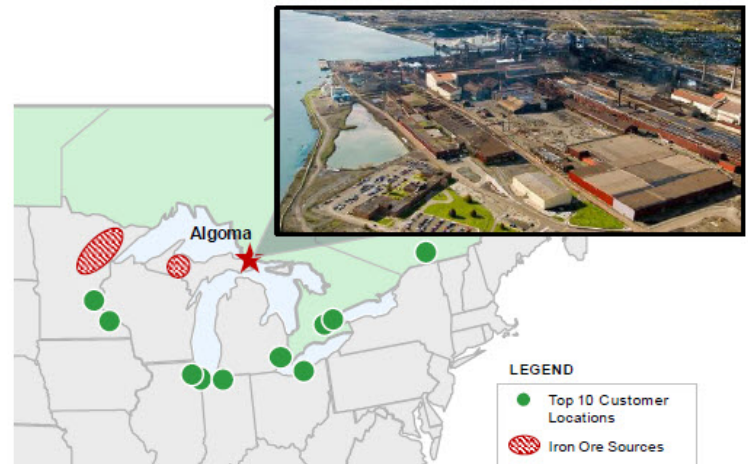 Algoma
LEGEND
Top 10 Customer
Locations
Iron Ore Sources